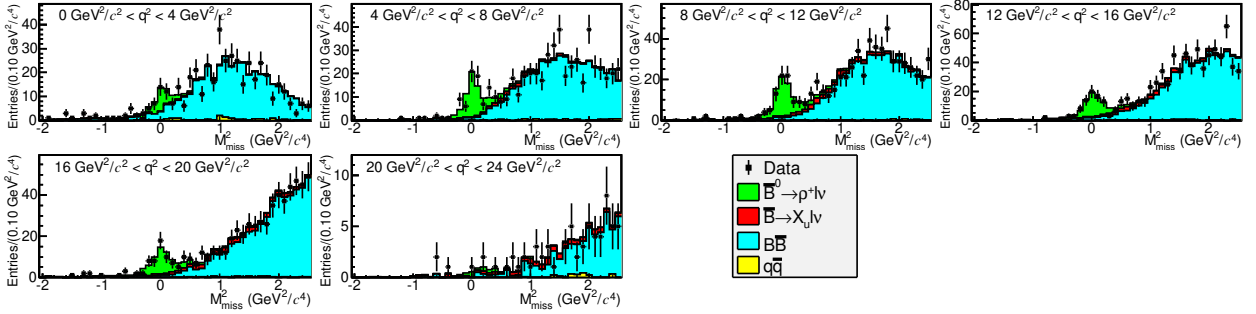 0 GeV²/c² < q² < 4 GeV²/c²
Entries/(0.10 GeV²/c⁴)
40
30
20
10
0
-2 -1 0 1 2
M²miss (GeV²/c⁴)
4 GeV²/c² < q² < 8 GeV²/c²
Entries/(0.10 GeV²/c⁴)
40
30
20
10
0
-2 -1 0 1 2
M²miss (GeV²/c⁴)
8 GeV²/c² < q² < 12 GeV²/c²
Entries/(0.10 GeV²/c⁴)
40
20
0
-2 -1 0 1 2
M²miss (GeV²/c⁴)
12 GeV²/c² < q² < 16 GeV²/c²
Entries/(0.10 GeV²/c⁴)
80
60
40
20
0
-2 -1 0 1 2
M²miss (GeV²/c⁴)
16 GeV²/c² < q² < 20 GeV²/c²
Entries/(0.10 GeV²/c⁴)
40
20
0
-2 -1 0 1 2
M²miss (GeV²/c⁴)
20 GeV²/c² < q² < 24 GeV²/c²
Entries/(0.10 GeV²/c⁴)
10
5
0
-2 -1 0 1 2
M²miss (GeV²/c⁴)
Data
B̅⁰→ρ⁺lν
B̅→Xᵤlν
BB̅
qq̅